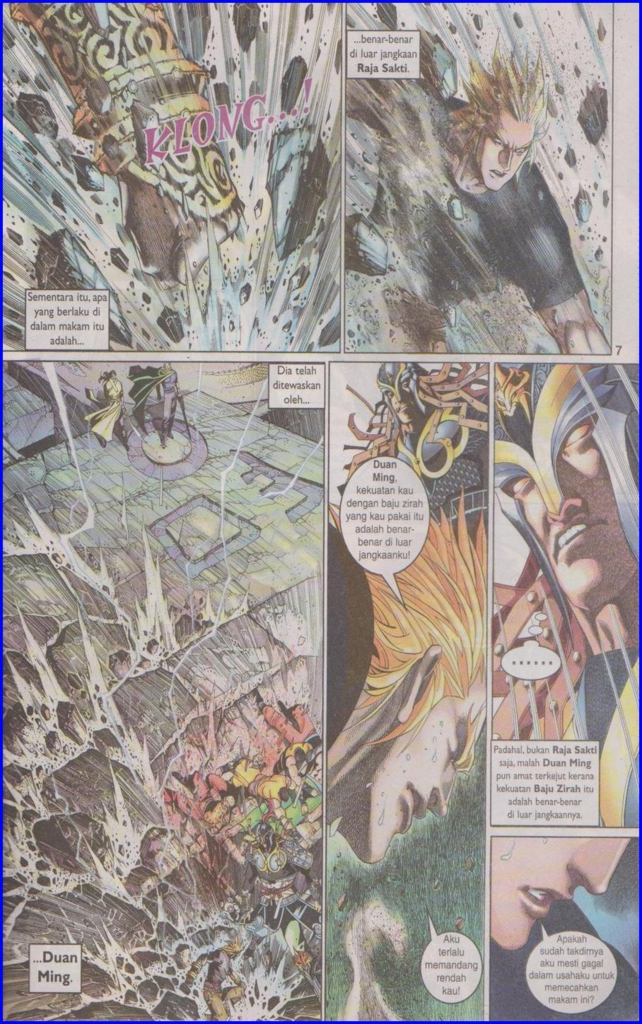 KLONG...!
Sementara itu, apa
yang berlaku di
dalam makam itu
adalah...
...benar-benar
di luar jangkaan
Raja Sakti.
7
Dia telah
ditewaskan
oleh...
...Duan
Ming.
Duan
Ming,
kekuatan kau
dengan baju zirah
yang kau pakai itu
adalah benar-
benar di luar
jangkaanku!
Aku
terlalu
memandang
rendah
kau!
......
Padahal, bukan Raja Sakti
saja, malah Duan Ming
pun amat terkejut kerana
kekuatan Baju Zirah itu
adalah benar-benar
di luar jangkaannya.
Apakah
sudah takdirnya
aku mesti gagal
dalam usahaku untuk
memecahkan
makam ini?